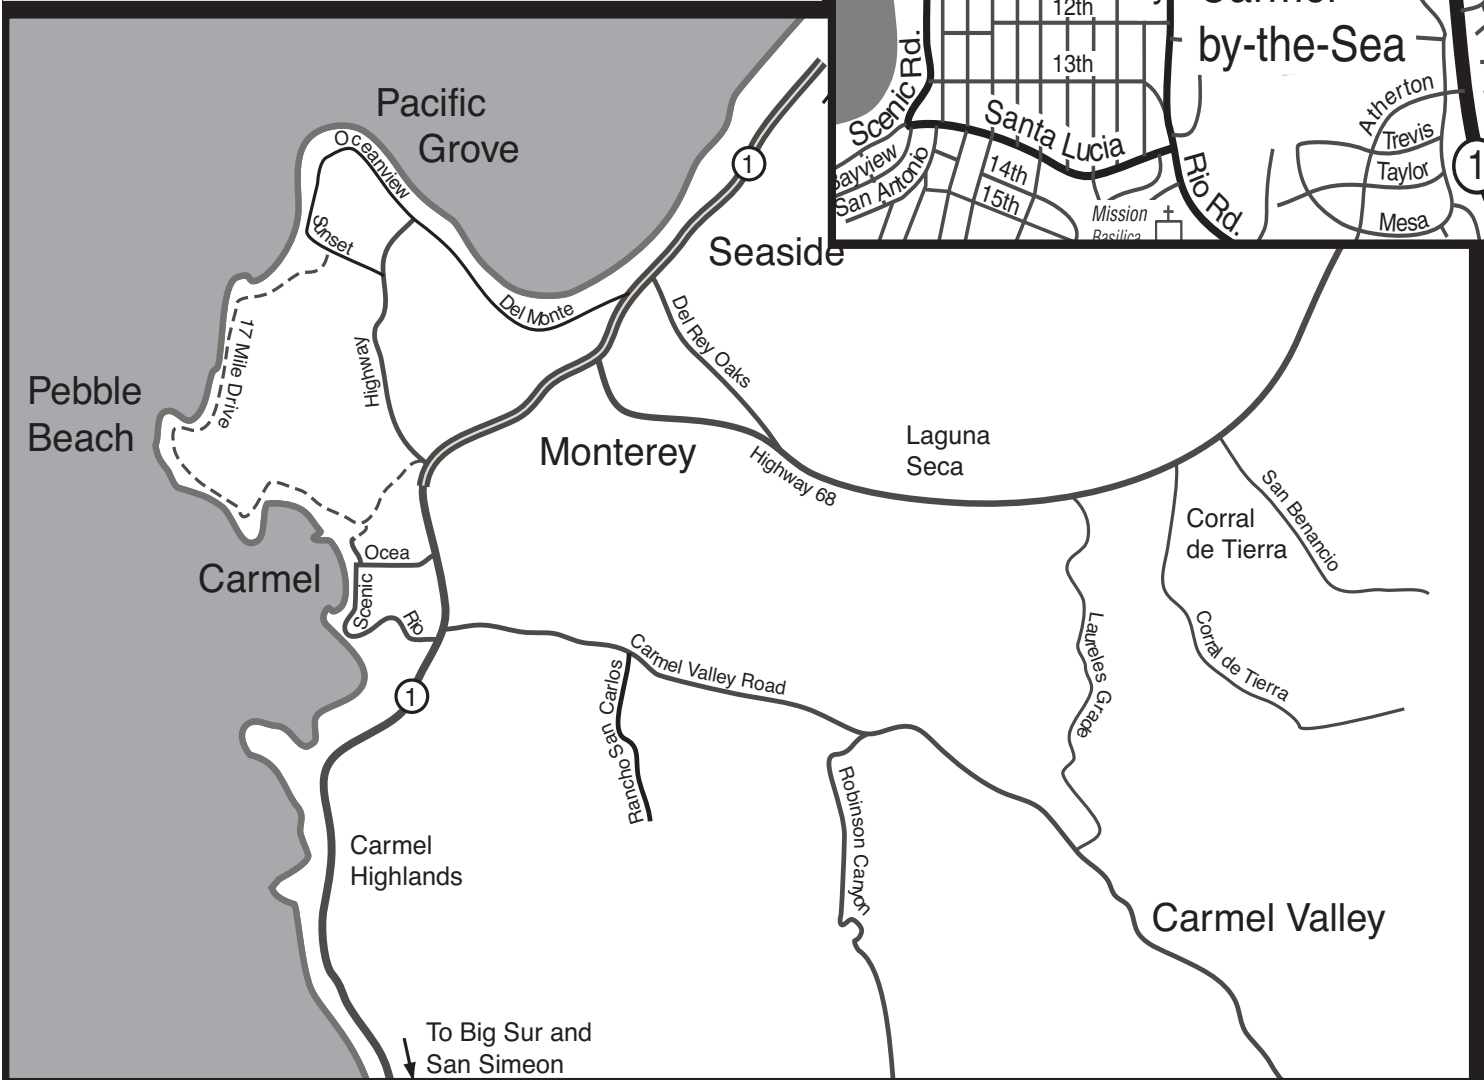 12th
by-the-Sea
13th
Scenic Rd.
Santa Lucia
Atherton
Trevis
Taylor
Mesa
1
San Antonio
14th
15th
Rio Rd.
Mission
Basilica
Pacific
Grove
Oceanview
1
Sunset
Seaside
Del Monte
Del Rey Oaks
17 Mile Drive
Highway
Pebble
Beach
Monterey
Highway 68
Laguna
Seca
San Benancio
Corral
de Tierra
Ocea
Carmel
Scenic
Rio
Carmel Valley Road
Laureles Grade
Corral de Tierra
Rancho San Carlos
1
Robinson Canyon
Carmel
Highlands
Carmel Valley
To Big Sur and
San Simeon